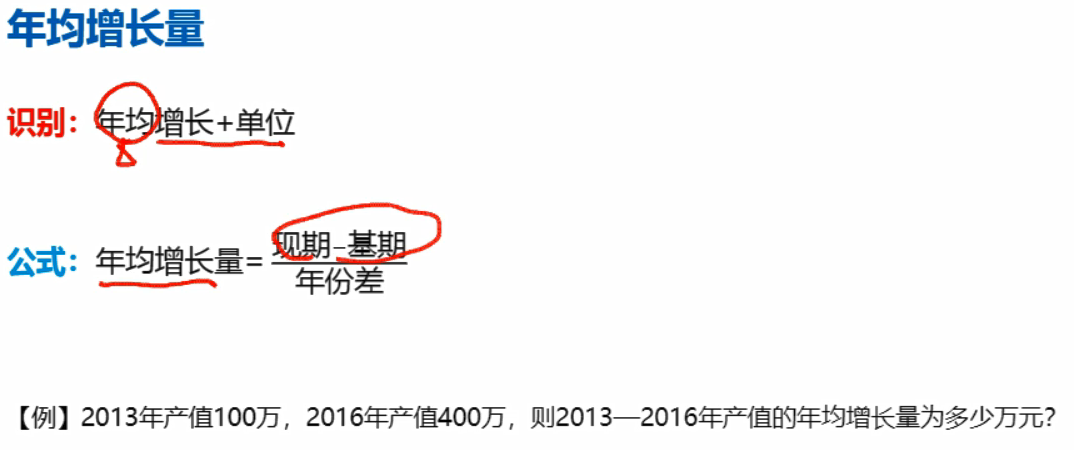 年均增长量
识别：年均增长+单位
公式：年均增长量=现期-基期
年份差
【例】2013年产值100万，2016年产值400万，则2013—2016年产值的年均增长量为多少万元？